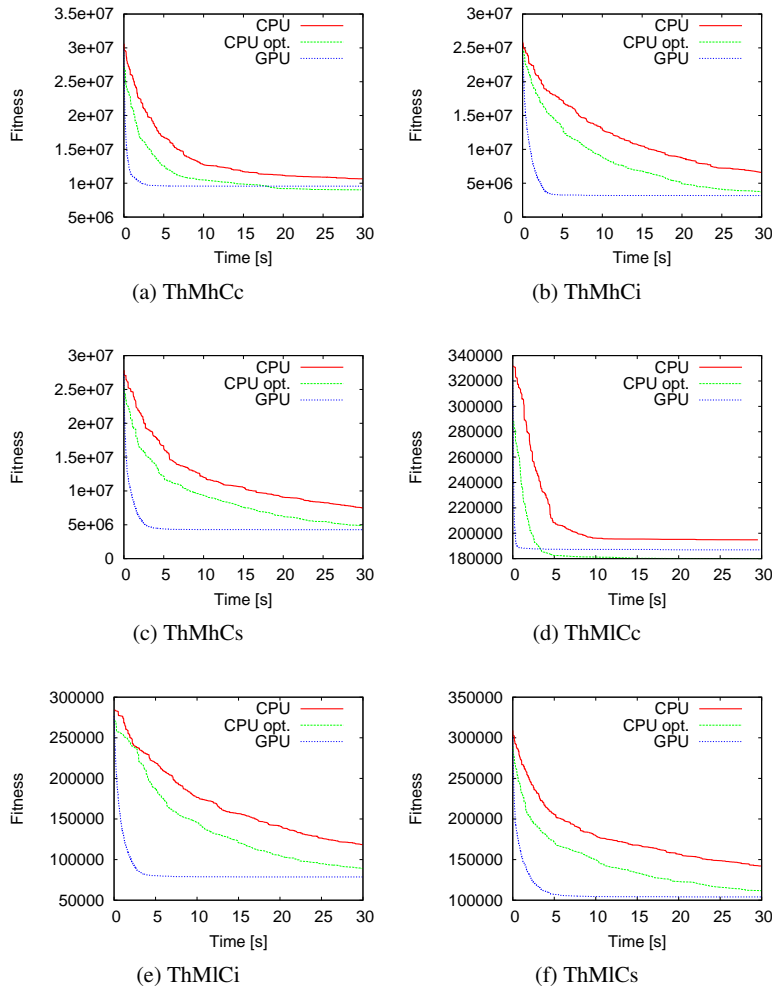 3.5e+07
3e+07
2.5e+07
2e+07
1.5e+07
1e+07
5e+06
Fitness
CPU
CPU opt.
GPU
0 5 10 15 20 25 30
Time [s]
(a) ThMhCc
3e+07
2.5e+07
2e+07
1.5e+07
1e+07
5e+06
0
Fitness
CPU
CPU opt.
GPU
0 5 10 15 20 25 30
Time [s]
(b) ThMhCi
3e+07
2.5e+07
2e+07
1.5e+07
1e+07
5e+06
0
Fitness
CPU
CPU opt.
GPU
0 5 10 15 20 25 30
Time [s]
(c) ThMhCs
340000
320000
300000
280000
260000
240000
220000
200000
180000
Fitness
CPU
CPU opt.
GPU
0 5 10 15 20 25 30
Time [s]
(d) ThMlCc
300000
250000
200000
150000
100000
50000
Fitness
CPU
CPU opt.
GPU
0 5 10 15 20 25 30
Time [s]
(e) ThMlCi
350000
300000
250000
200000
150000
100000
Fitness
CPU
CPU opt.
GPU
0 5 10 15 20 25 30
Time [s]
(f) ThMlCs